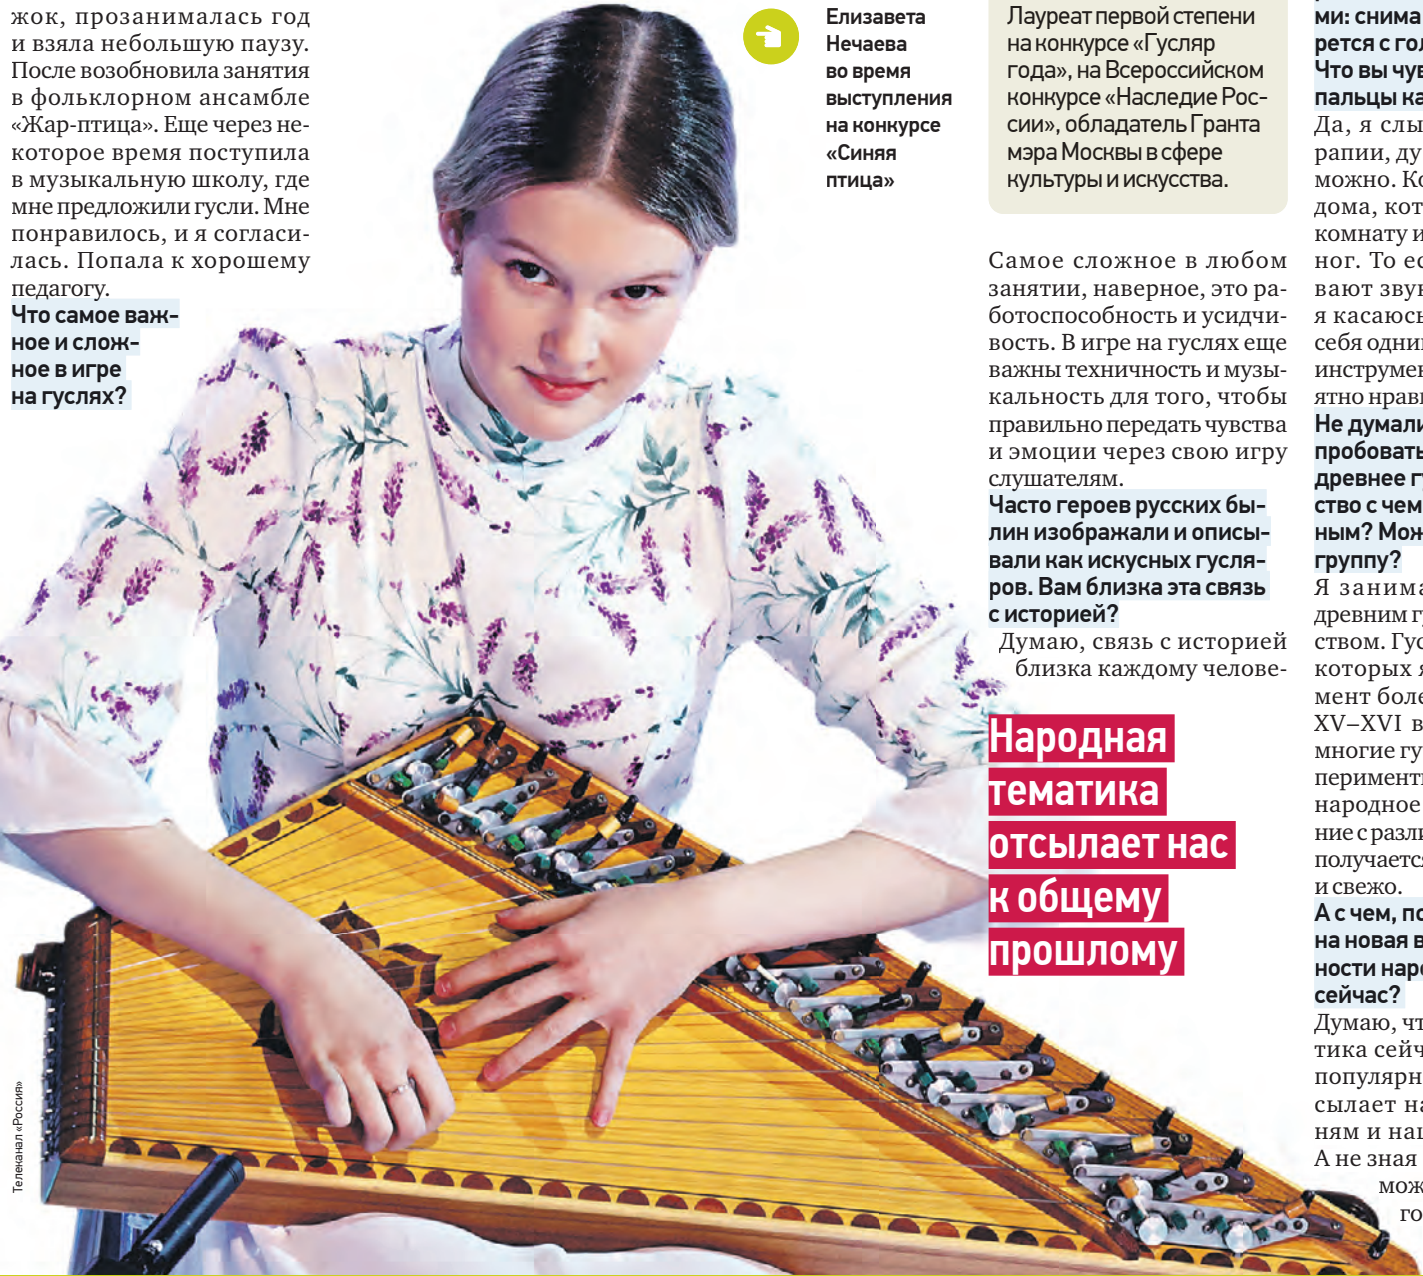 жок, прозанималась год
и взяла небольшую паузу.
После возобновила занятия
в фольклорном ансамбле
«Жар-птица». Еще через не-
которое время поступила
в музыкальную школу, где
мне предложили гусли. Мне
понравилось, и я согласи-
лась. Попала к хорошему
педагогу.
Что самое важ-
ное и слож-
ное в игре
на гуслях?
Елизавета
Нечаева
во время
выступления
на конкурсе
«Синяя
птица»
Лауреат первой степени
на конкурсе «Гусляр
года», на Всероссийском
конкурсе «Наследие Рос-
сии», обладатель Гранта
мэра Москвы в сфере
культуры и искусства.
Самое сложное в любом
занятии, наверное, это ра-
ботоспособность и усидчи-
вость. В игре на гуслях еще
важны техничность и музы-
кальность для того, чтобы
правильно передать чувства
и эмоции через свою игру
слушателям.
Часто героев русских бы-
лин изображали и описы-
вали как искусных гусля-
ров. Вам близка эта связь
с историей?
Думаю, связь с историей
близка каждому челове-
Народная
тематика
отсылает нас
к общему
прошлому
ми: снима
рется с гол
Что вы чув
пальцы ка
Да, я слы
рапии, ду
можно. Ко
дома, кот
комнату и
ног. То ес
вают звук
я касаюсь
себя одни
инструмен
ятно нрав
Не думали
пробовать
древнее г
ство с чем
ным? Мож
группу?
Я занима
древним г
ством. Гус
которых я
мент боле
XV–XVI в
многие гу
перимент
народное
ние с разли
получается
и свежо.
А с чем, по
на новая в
ности наро
сейчас?
Думаю, чт
тика сейч
популярн
сылает на
ням и наш
А не зная
мож
го
Телеканал «Россия»